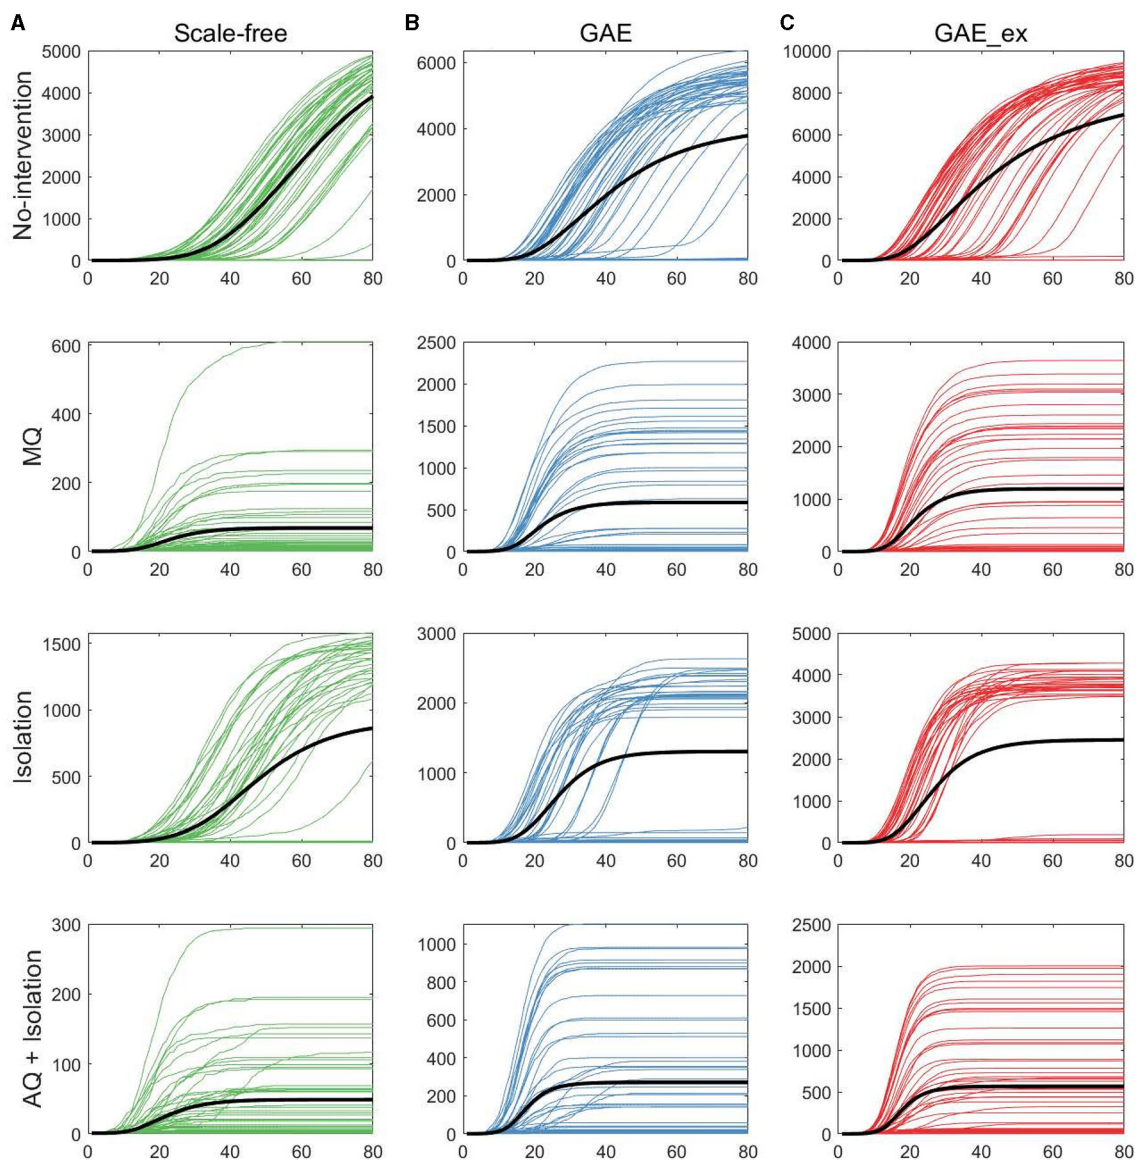 A Scale-free B GAE C GAE_ex
No-intervention
5000 4000 3000 2000 1000 0
0 20 40 60 80
6000 4000 2000 0
0 20 40 60 80
10000 8000 6000 4000 2000 0
0 20 40 60 80
MQ
600 400 200 0
0 20 40 60 80
2500 2000 1500 1000 500 0
0 20 40 60 80
4000 3000 2000 1000 0
0 20 40 60 80
Isolation
1500 1000 500 0
0 20 40 60 80
3000 2000 1000 0
0 20 40 60 80
5000 4000 3000 2000 1000 0
0 20 40 60 80
AQ + Isolation
300 200 100 0
0 20 40 60 80
1000 800 600 400 200 0
0 20 40 60 80
2500 2000 1500 1000 500 0
0 20 40 60 80